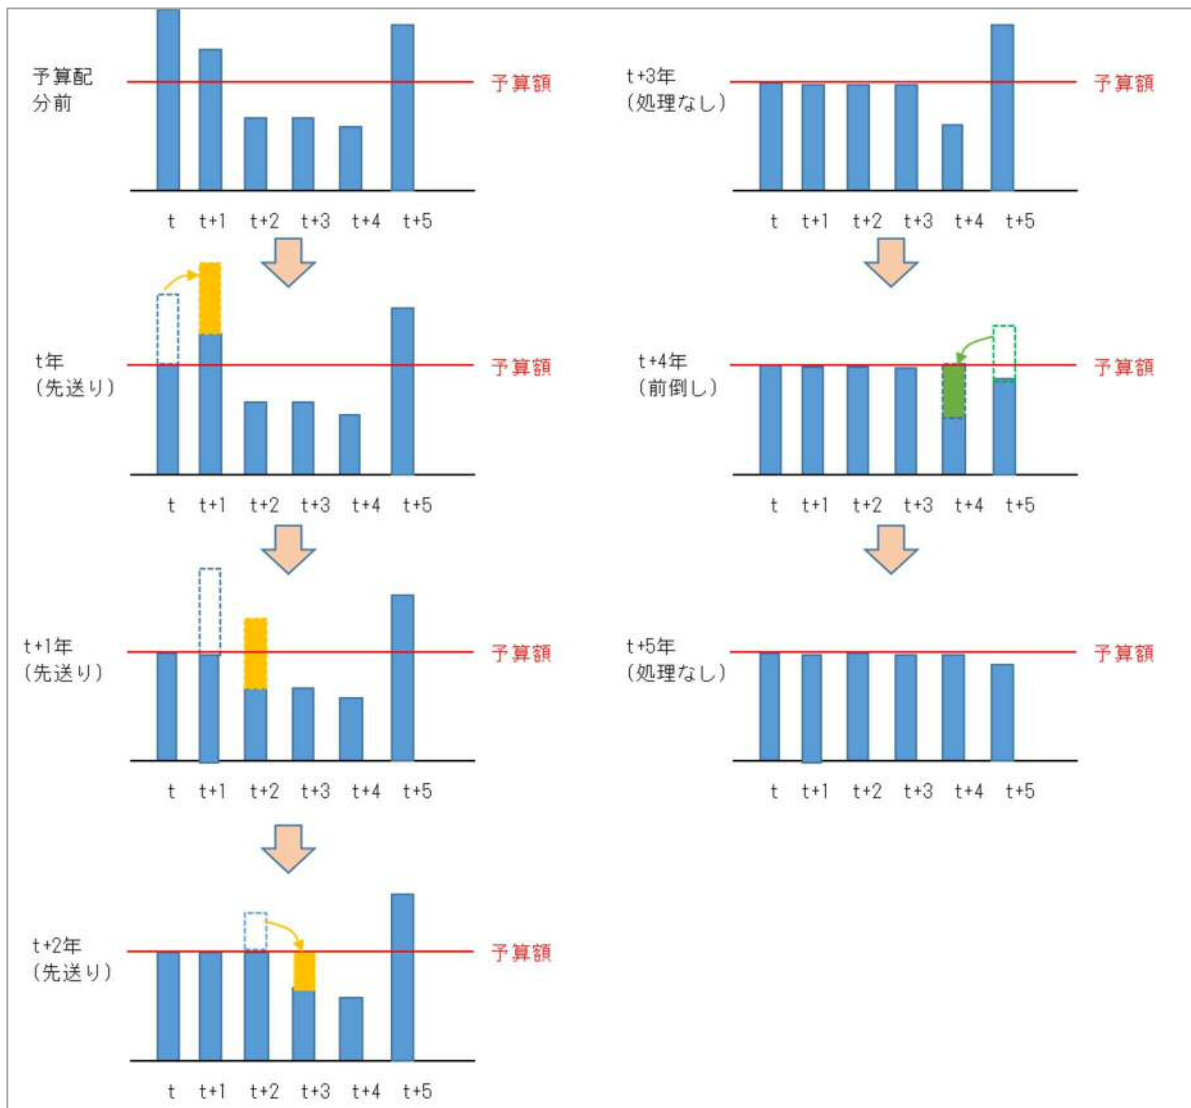 予算配
分前
予算額
t t+1 t+2 t+3 t+4 t+5
t年
(先送り)
予算額
t t+1 t+2 t+3 t+4 t+5
t+1年
(先送り)
予算額
t t+1 t+2 t+3 t+4 t+5
t+2年
(先送り)
予算額
t t+1 t+2 t+3 t+4 t+5
t+3年
(処理なし)
予算額
t t+1 t+2 t+3 t+4 t+5
t+4年
(前倒し)
予算額
t t+1 t+2 t+3 t+4 t+5
t+5年
(処理なし)
予算額
t t+1 t+2 t+3 t+4 t+5